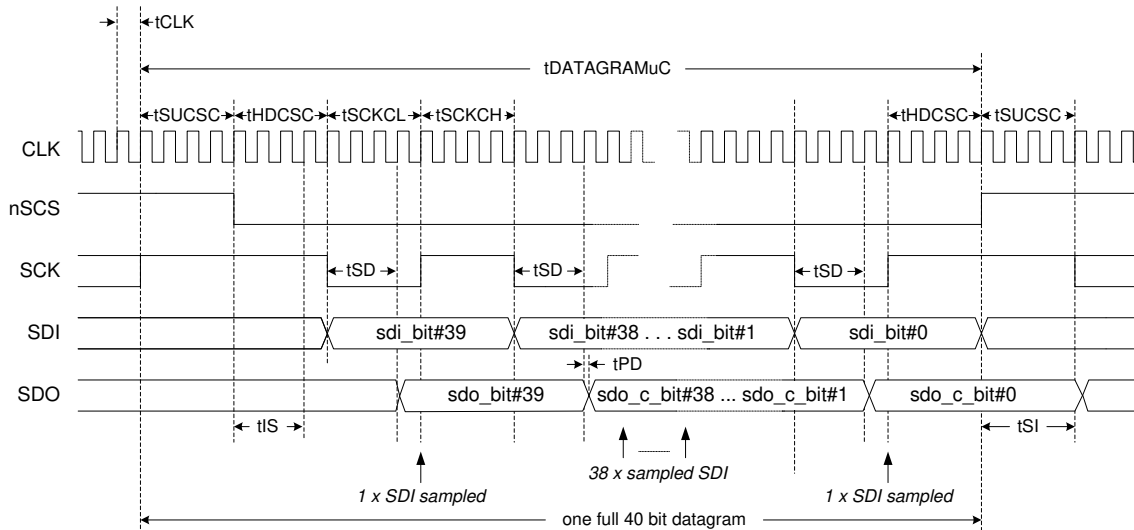 tCLK
tDATAGRAMuC
tSUCSC tHDCSC tSCKCL tSCKCH tHDCSC tSUCSC
CLK
nSCS
SCK tSD tSD tSD
SDI sdi_bit#39 sdi_bit#38 . . . sdi_bit#1 sdi_bit#0
tPD
SDO sdo_bit#39 sdo_c_bit#38 ... sdo_c_bit#1 sdo_c_bit#0
tIS tSI
38 x sampled SDI
1 x SDI sampled 1 x SDI sampled
one full 40 bit datagram